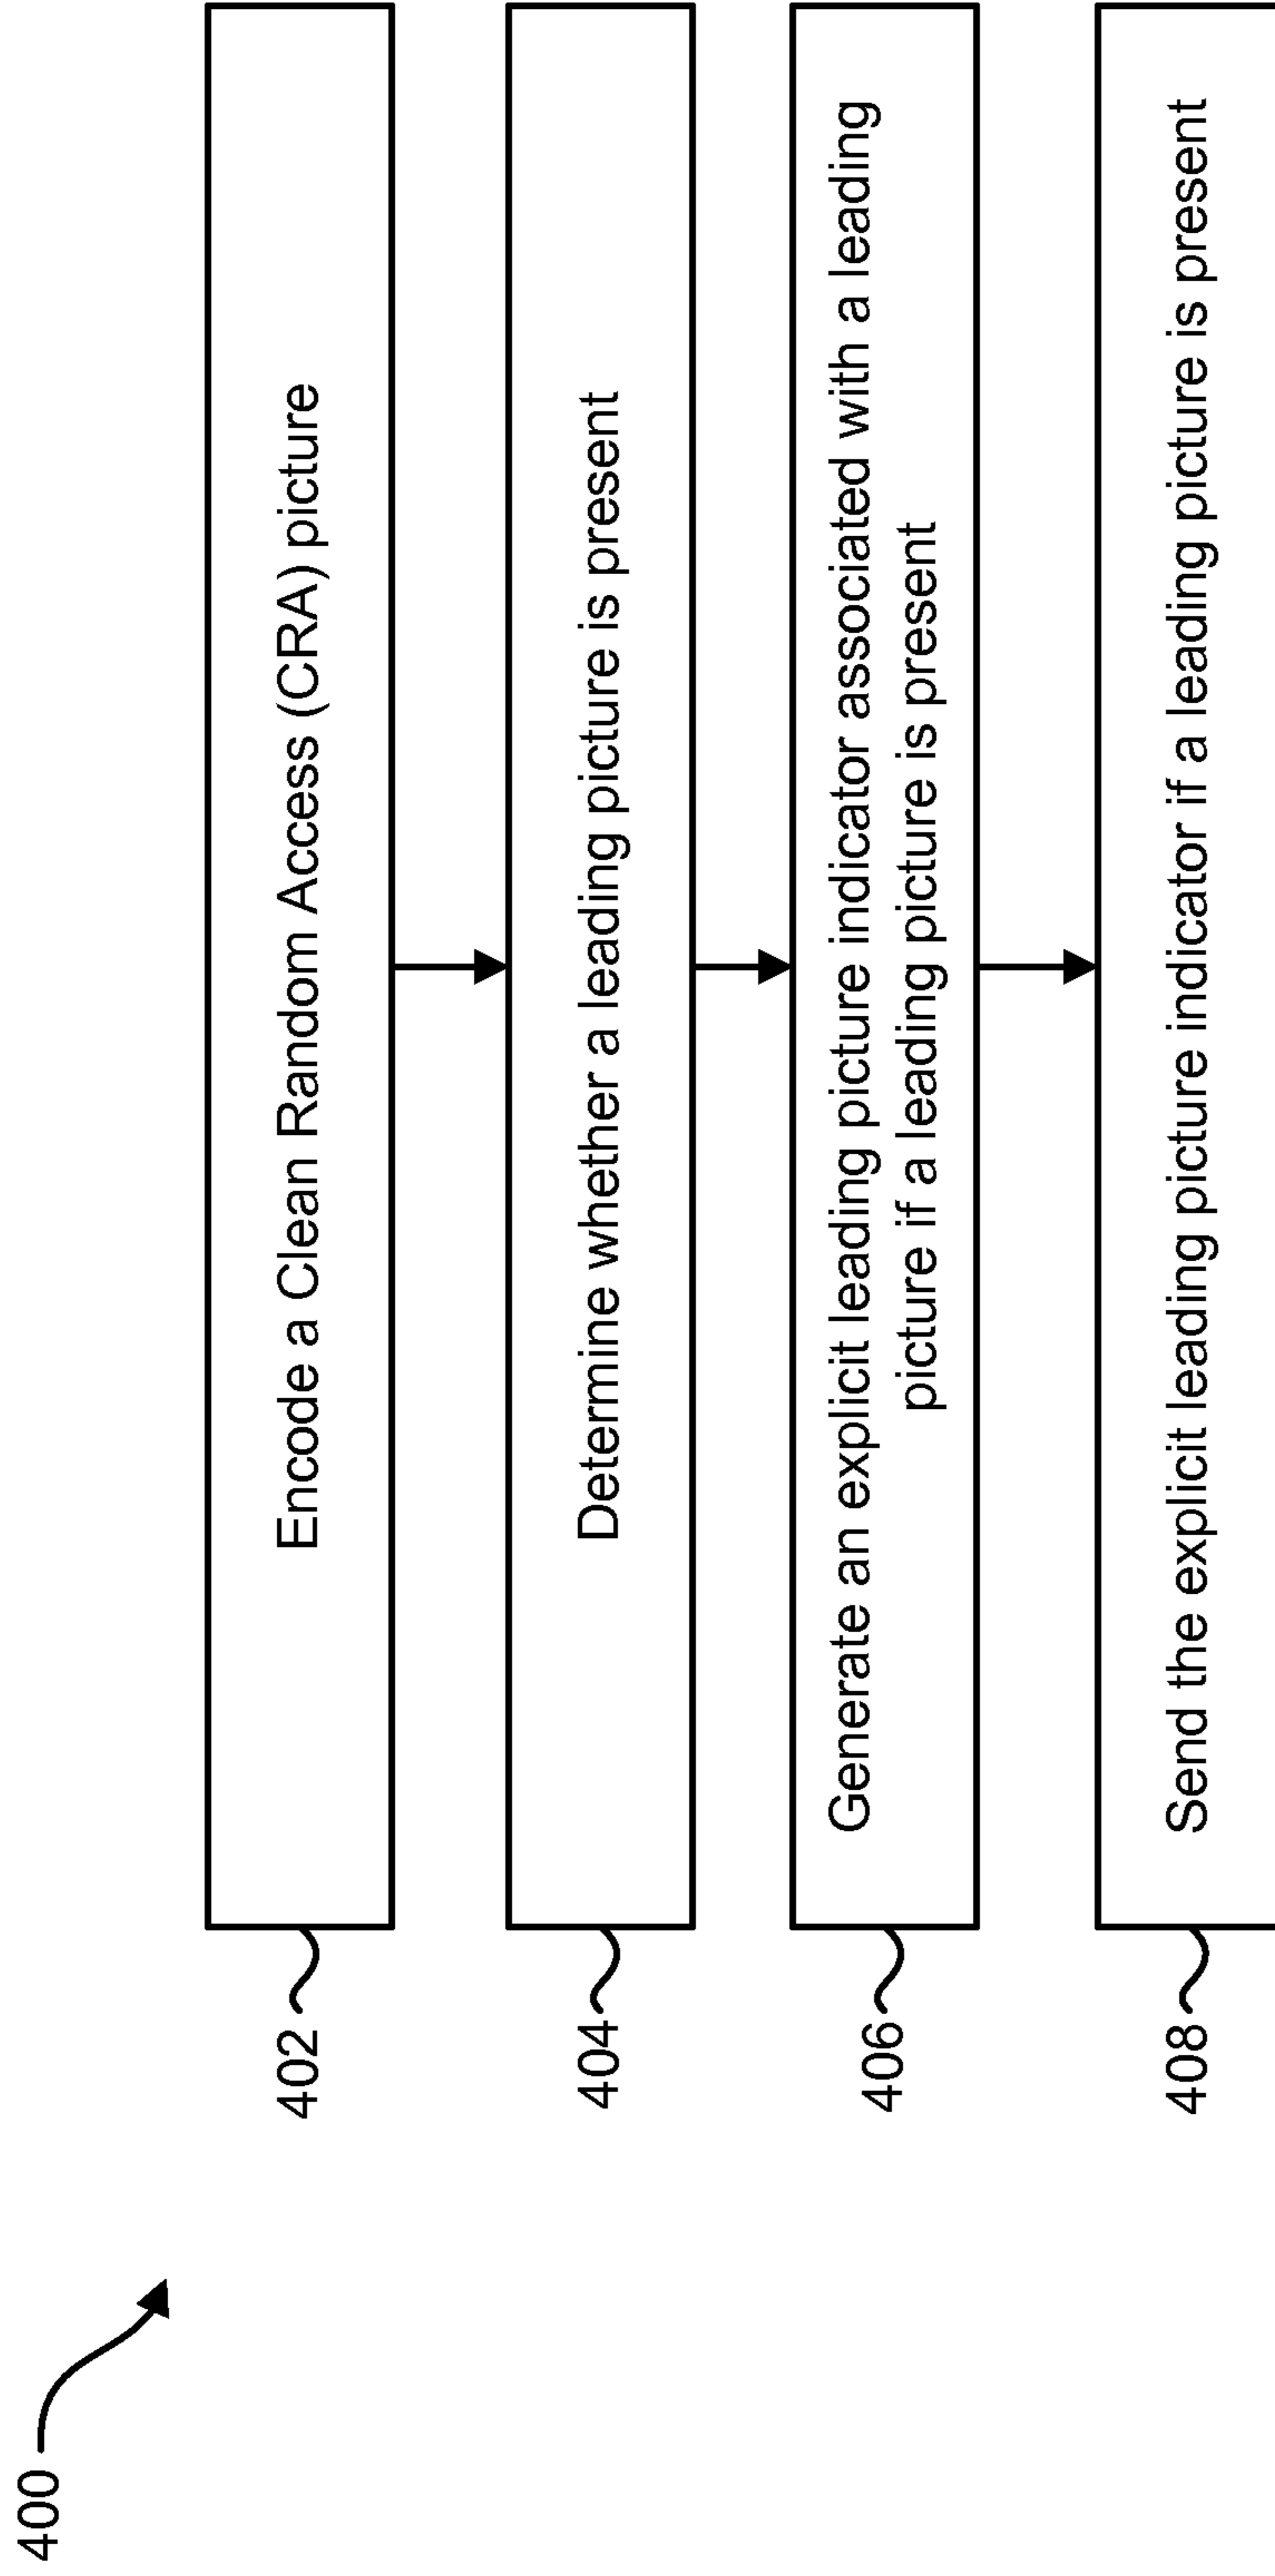 400
402
Encode a Clean Random Access (CRA) picture
404
Determine whether a leading picture is present
406
Generate an explicit leading picture indicator associated with a leading
picture if a leading picture is present
408
Send the explicit leading picture indicator if a leading picture is present